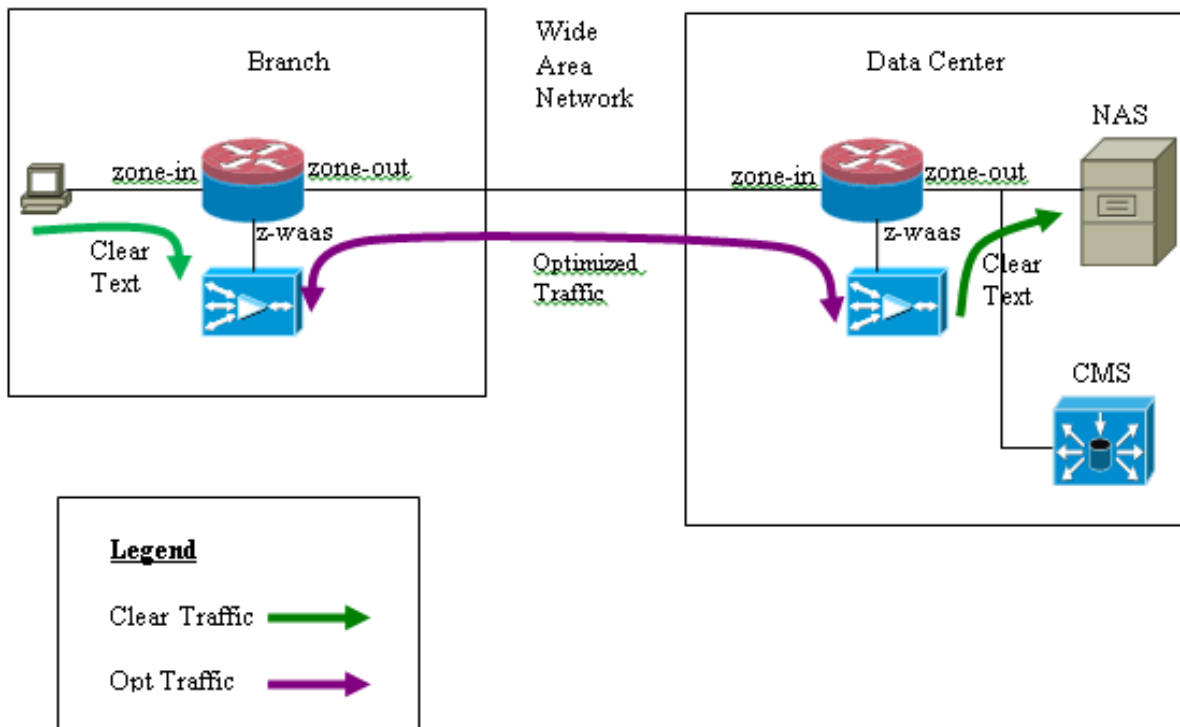 Branch
Wide
Area
Network
Data Center
NAS
zone-in
zone-out
zone-in
zone-out
z-waas
z-waas
Clear
Text
Optimized
Traffic
Clear
Text
CMS
Legend
Clear Traffic
Opt Traffic